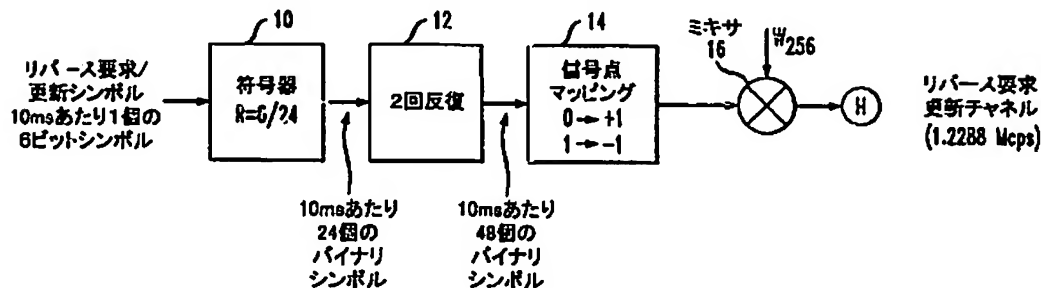 リバース要求/
更新シンボル
10msあたり1個の
6ビットシンボル
10
符号器
R=6/24
10msあたり
24個の
バイナリ
シンボル
12
2回反復
10msあたり
48個の
バイナリ
シンボル
14
信号点
マッピング
0→+1
1→-1
ミキサ
16
256
H
リバース要求
更新チャネル
(1.2288 Mcps)